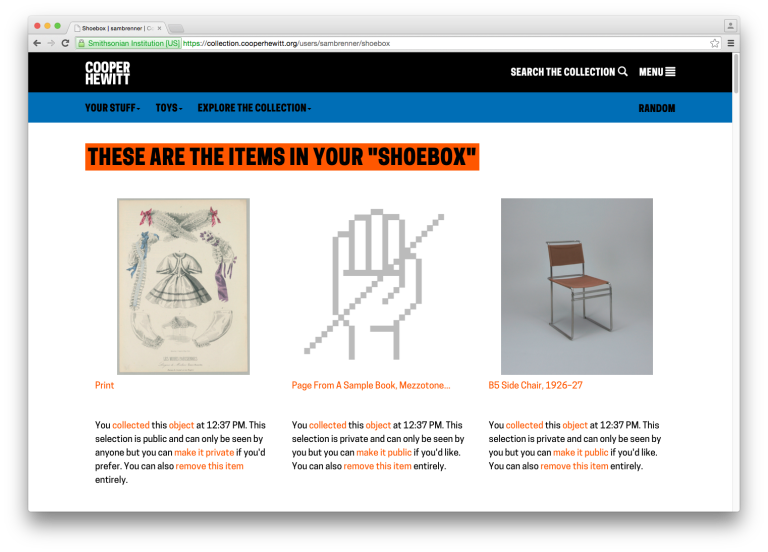 Shoebox | sambrenner | Co
Smithsonian Institution [US] https://collection.cooperhewitt.org/users/sambrenner/shoebox
COOPER
HEWITT
SEARCH THE COLLECTION
MENU
YOUR STUFF
TOYS
EXPLORE THE COLLECTION
RANDOM
THESE ARE THE ITEMS IN YOUR "SHOEBOX"
Print
You collected this object at 12:37 PM. This
selection is public and can only be seen by
anyone but you can make it private if you'd
prefer. You can also remove this item
entirely.
Page From A Sample Book, Mezzotone...
You collected this object at 12:37 PM. This
selection is private and can only be seen by
you but you can make it public if you'd like.
You can also remove this item entirely.
B5 Side Chair, 1926–27
You collected this object at 12:37 PM. This
selection is private and can only be seen by
you but you can make it public if you'd like.
You can also remove this item entirely.